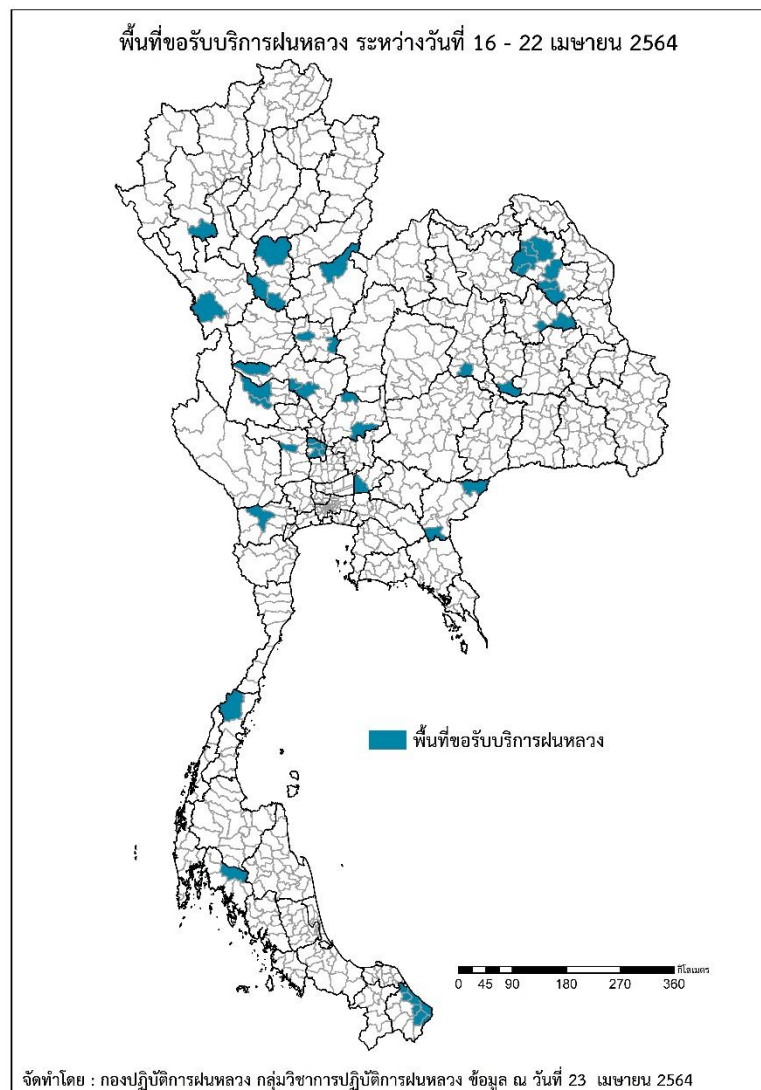 พื้นที่ขอรับบริการฝนหลวง ระหว่างวันที่ 16 - 22 เมษายน 2564
พื้นที่ขอรับบริการฝนหลวง
กิโลเมตร
0 45 90 180 270 360
จัดทำโดย : กองปฏิบัติการฝนหลวง กลุ่มวิชาการปฏิบัติการฝนหลวง ข้อมูล ณ วันที่ 23 เมษายน 2564